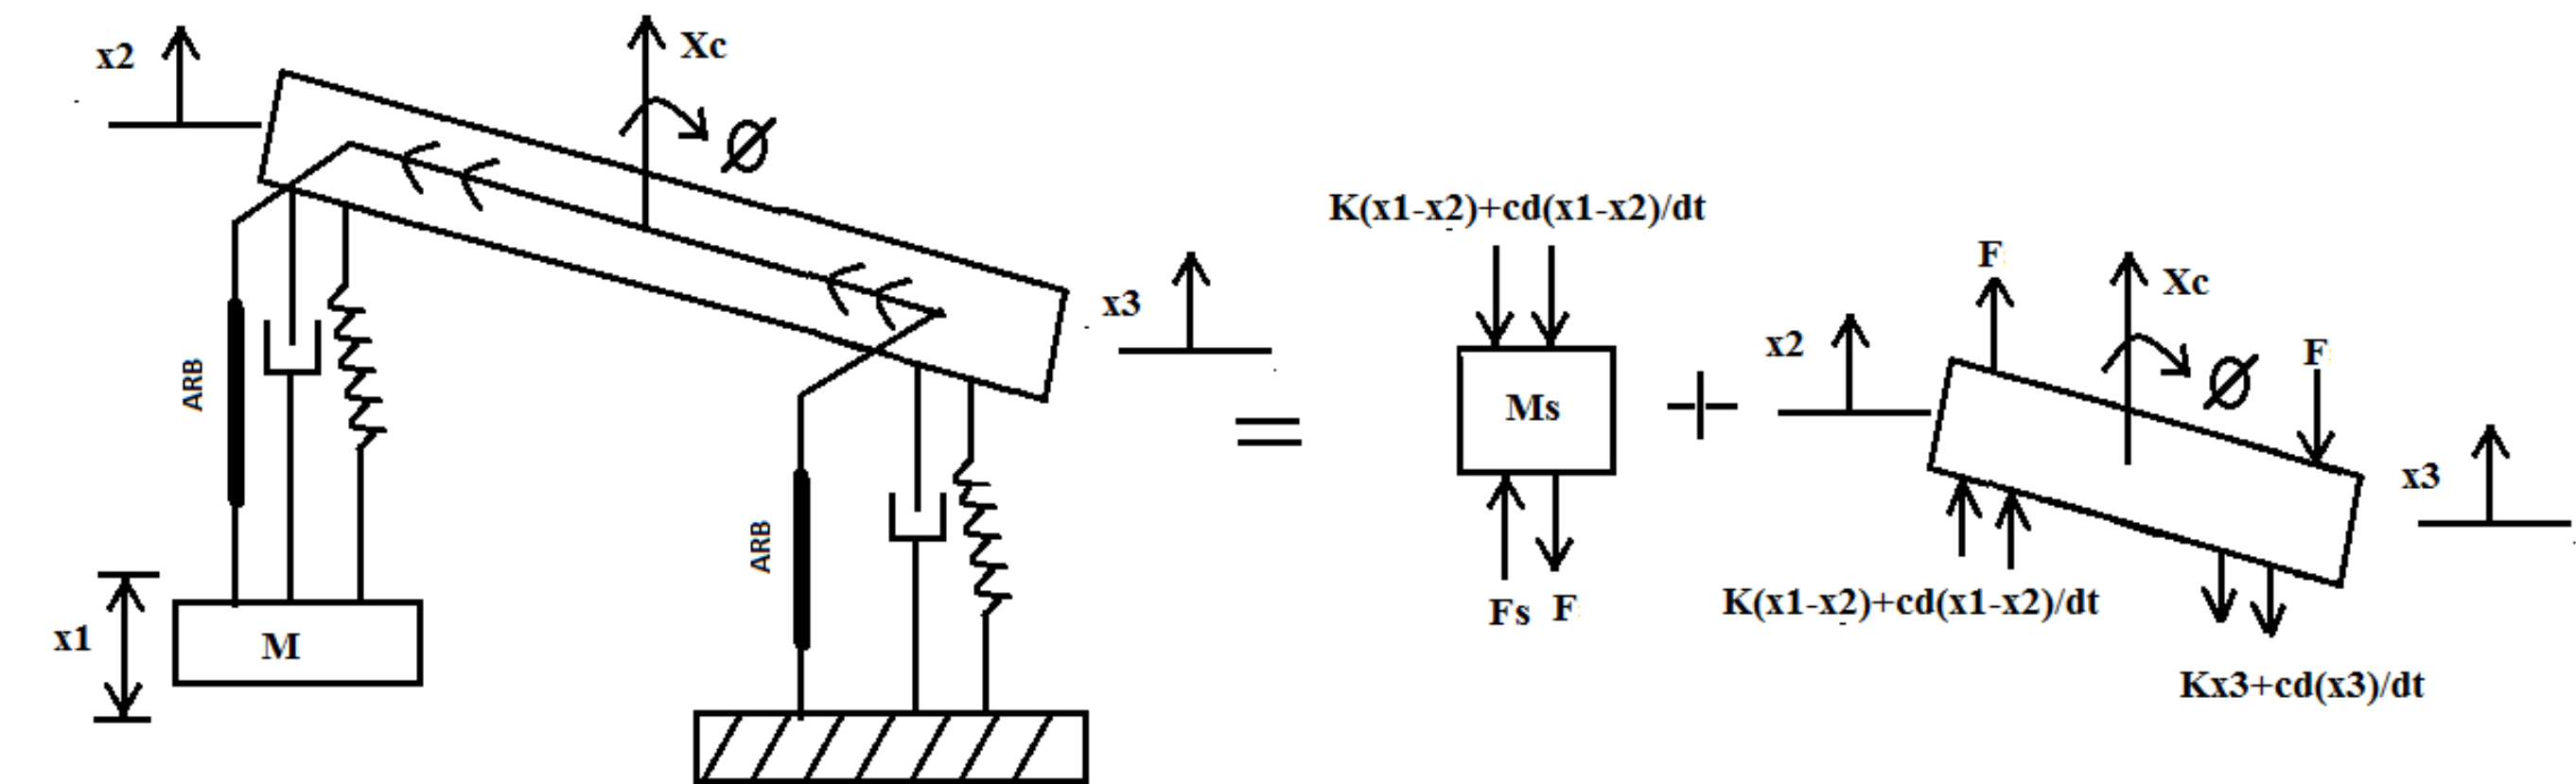 x2
Xc
Ø
ARB
x1
M
x3
ARB
=
K(x1-x2)+cd(x1-x2)/dt
Ms
Fs F
+
x2
F
Xc
Ø
F
x3
K(x1-x2)+cd(x1-x2)/dt
Kx3+cd(x3)/dt